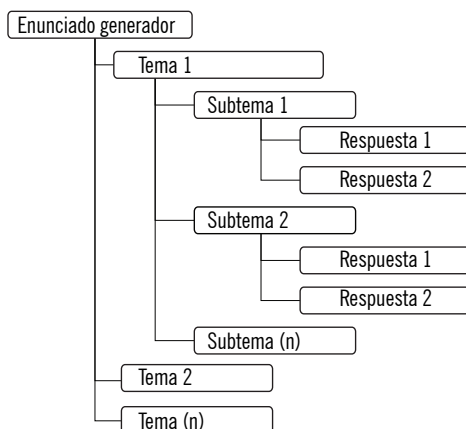 Enunciado generador
Tema 1
Subtema 1
Respuesta 1
Respuesta 2
Subtema 2
Respuesta 1
Respuesta 2
Subtema (n)
Tema 2
Tema (n)